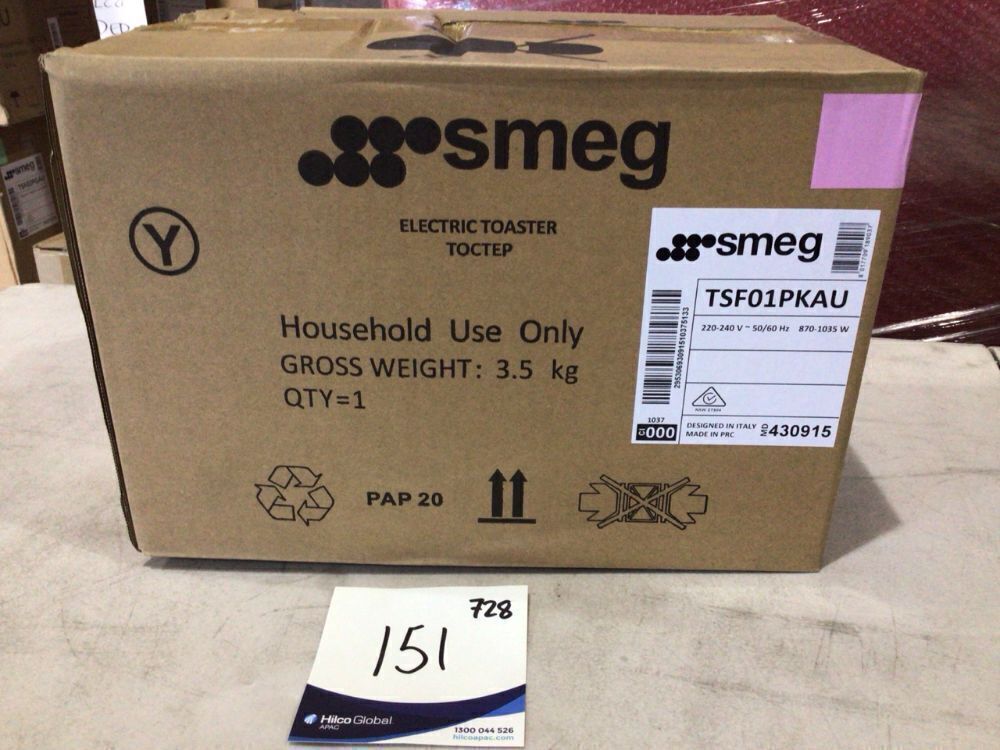 smeg
ELECTRIC TOASTER
ТОСТЕР
Y
Household Use Only
GROSS WEIGHT: 3.5 kg
QTY=1
PAP 20
smeg
TSF01PKAU
220-240 V ~ 50/60 Hz 870-1035 W
1037
000
DESIGNED IN ITALY
MADE IN PRC
MD 430915
728
151
Hilco Global
APAC
1300 044 526
hilcoapac.com